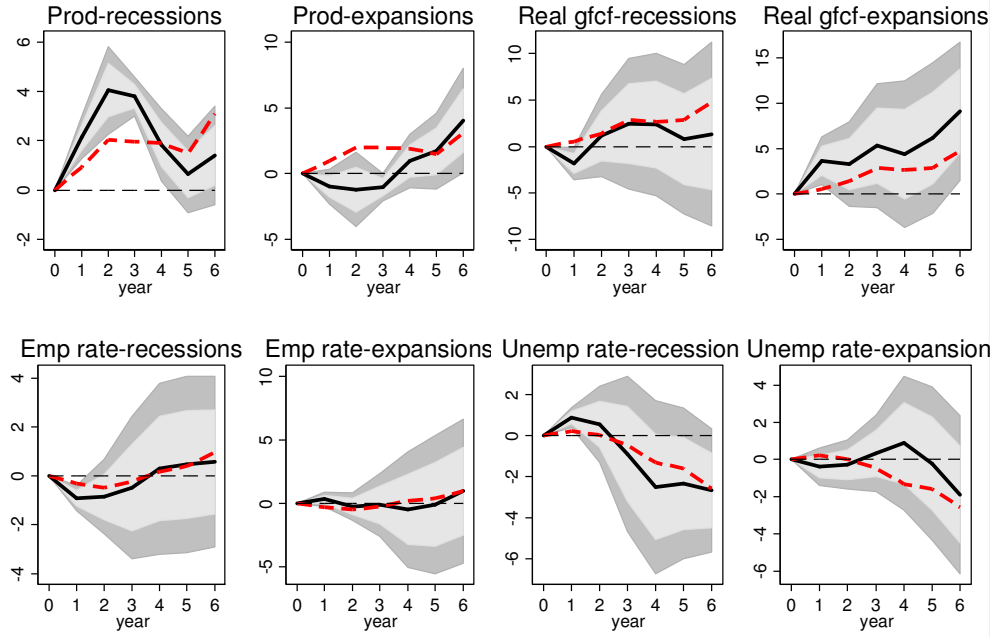 Prod-recessions
Prod-expansions
Real gfcf-recessions
Real gfcf-expansions
6
4
2
0
-2
5
0
-5
10
5
0
-5
-10
15
10
5
0
-5
0 1 2 3 4 5 6
0 1 2 3 4 5 6
0 1 2 3 4 5 6
0 1 2 3 4 5 6
year
year
year
year
Emp rate-recessions
Emp rate-expansions
Unemp rate-recession
Unemp rate-expansion
4
2
0
-2
-4
10
5
0
-5
2
0
-2
-4
-6
4
2
0
-2
-4
-6
0 1 2 3 4 5 6
0 1 2 3 4 5 6
0 1 2 3 4 5 6
0 1 2 3 4 5 6
year
year
year
year